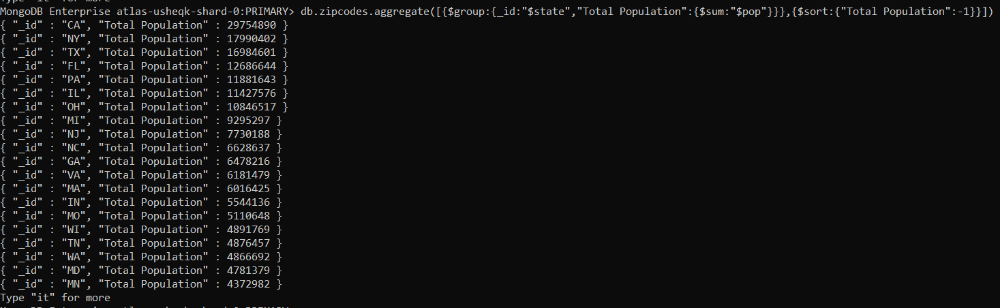 Type "it" for more
MongoDB Enterprise atlas-usheqk-shard-0:PRIMARY> db.zipcodes.aggregate([{$group:{_id:"$state","Total Population":{$sum:"$pop"}}},{$sort:{"Total Population":-1}}])
{ "_id" : "CA", "Total Population" : 29754890 }
{ "_id" : "NY", "Total Population" : 17990402 }
{ "_id" : "TX", "Total Population" : 16984601 }
{ "_id" : "FL", "Total Population" : 12686644 }
{ "_id" : "PA", "Total Population" : 11881643 }
{ "_id" : "IL", "Total Population" : 11427576 }
{ "_id" : "OH", "Total Population" : 10846517 }
{ "_id" : "MI", "Total Population" : 9295297 }
{ "_id" : "NJ", "Total Population" : 7730188 }
{ "_id" : "NC", "Total Population" : 6628637 }
{ "_id" : "GA", "Total Population" : 6478216 }
{ "_id" : "VA", "Total Population" : 6181479 }
{ "_id" : "MA", "Total Population" : 6016425 }
{ "_id" : "IN", "Total Population" : 5544136 }
{ "_id" : "MO", "Total Population" : 5110648 }
{ "_id" : "WI", "Total Population" : 4891769 }
{ "_id" : "TN", "Total Population" : 4876457 }
{ "_id" : "WA", "Total Population" : 4866692 }
{ "_id" : "MD", "Total Population" : 4781379 }
{ "_id" : "MN", "Total Population" : 4372982 }
Type "it" for more